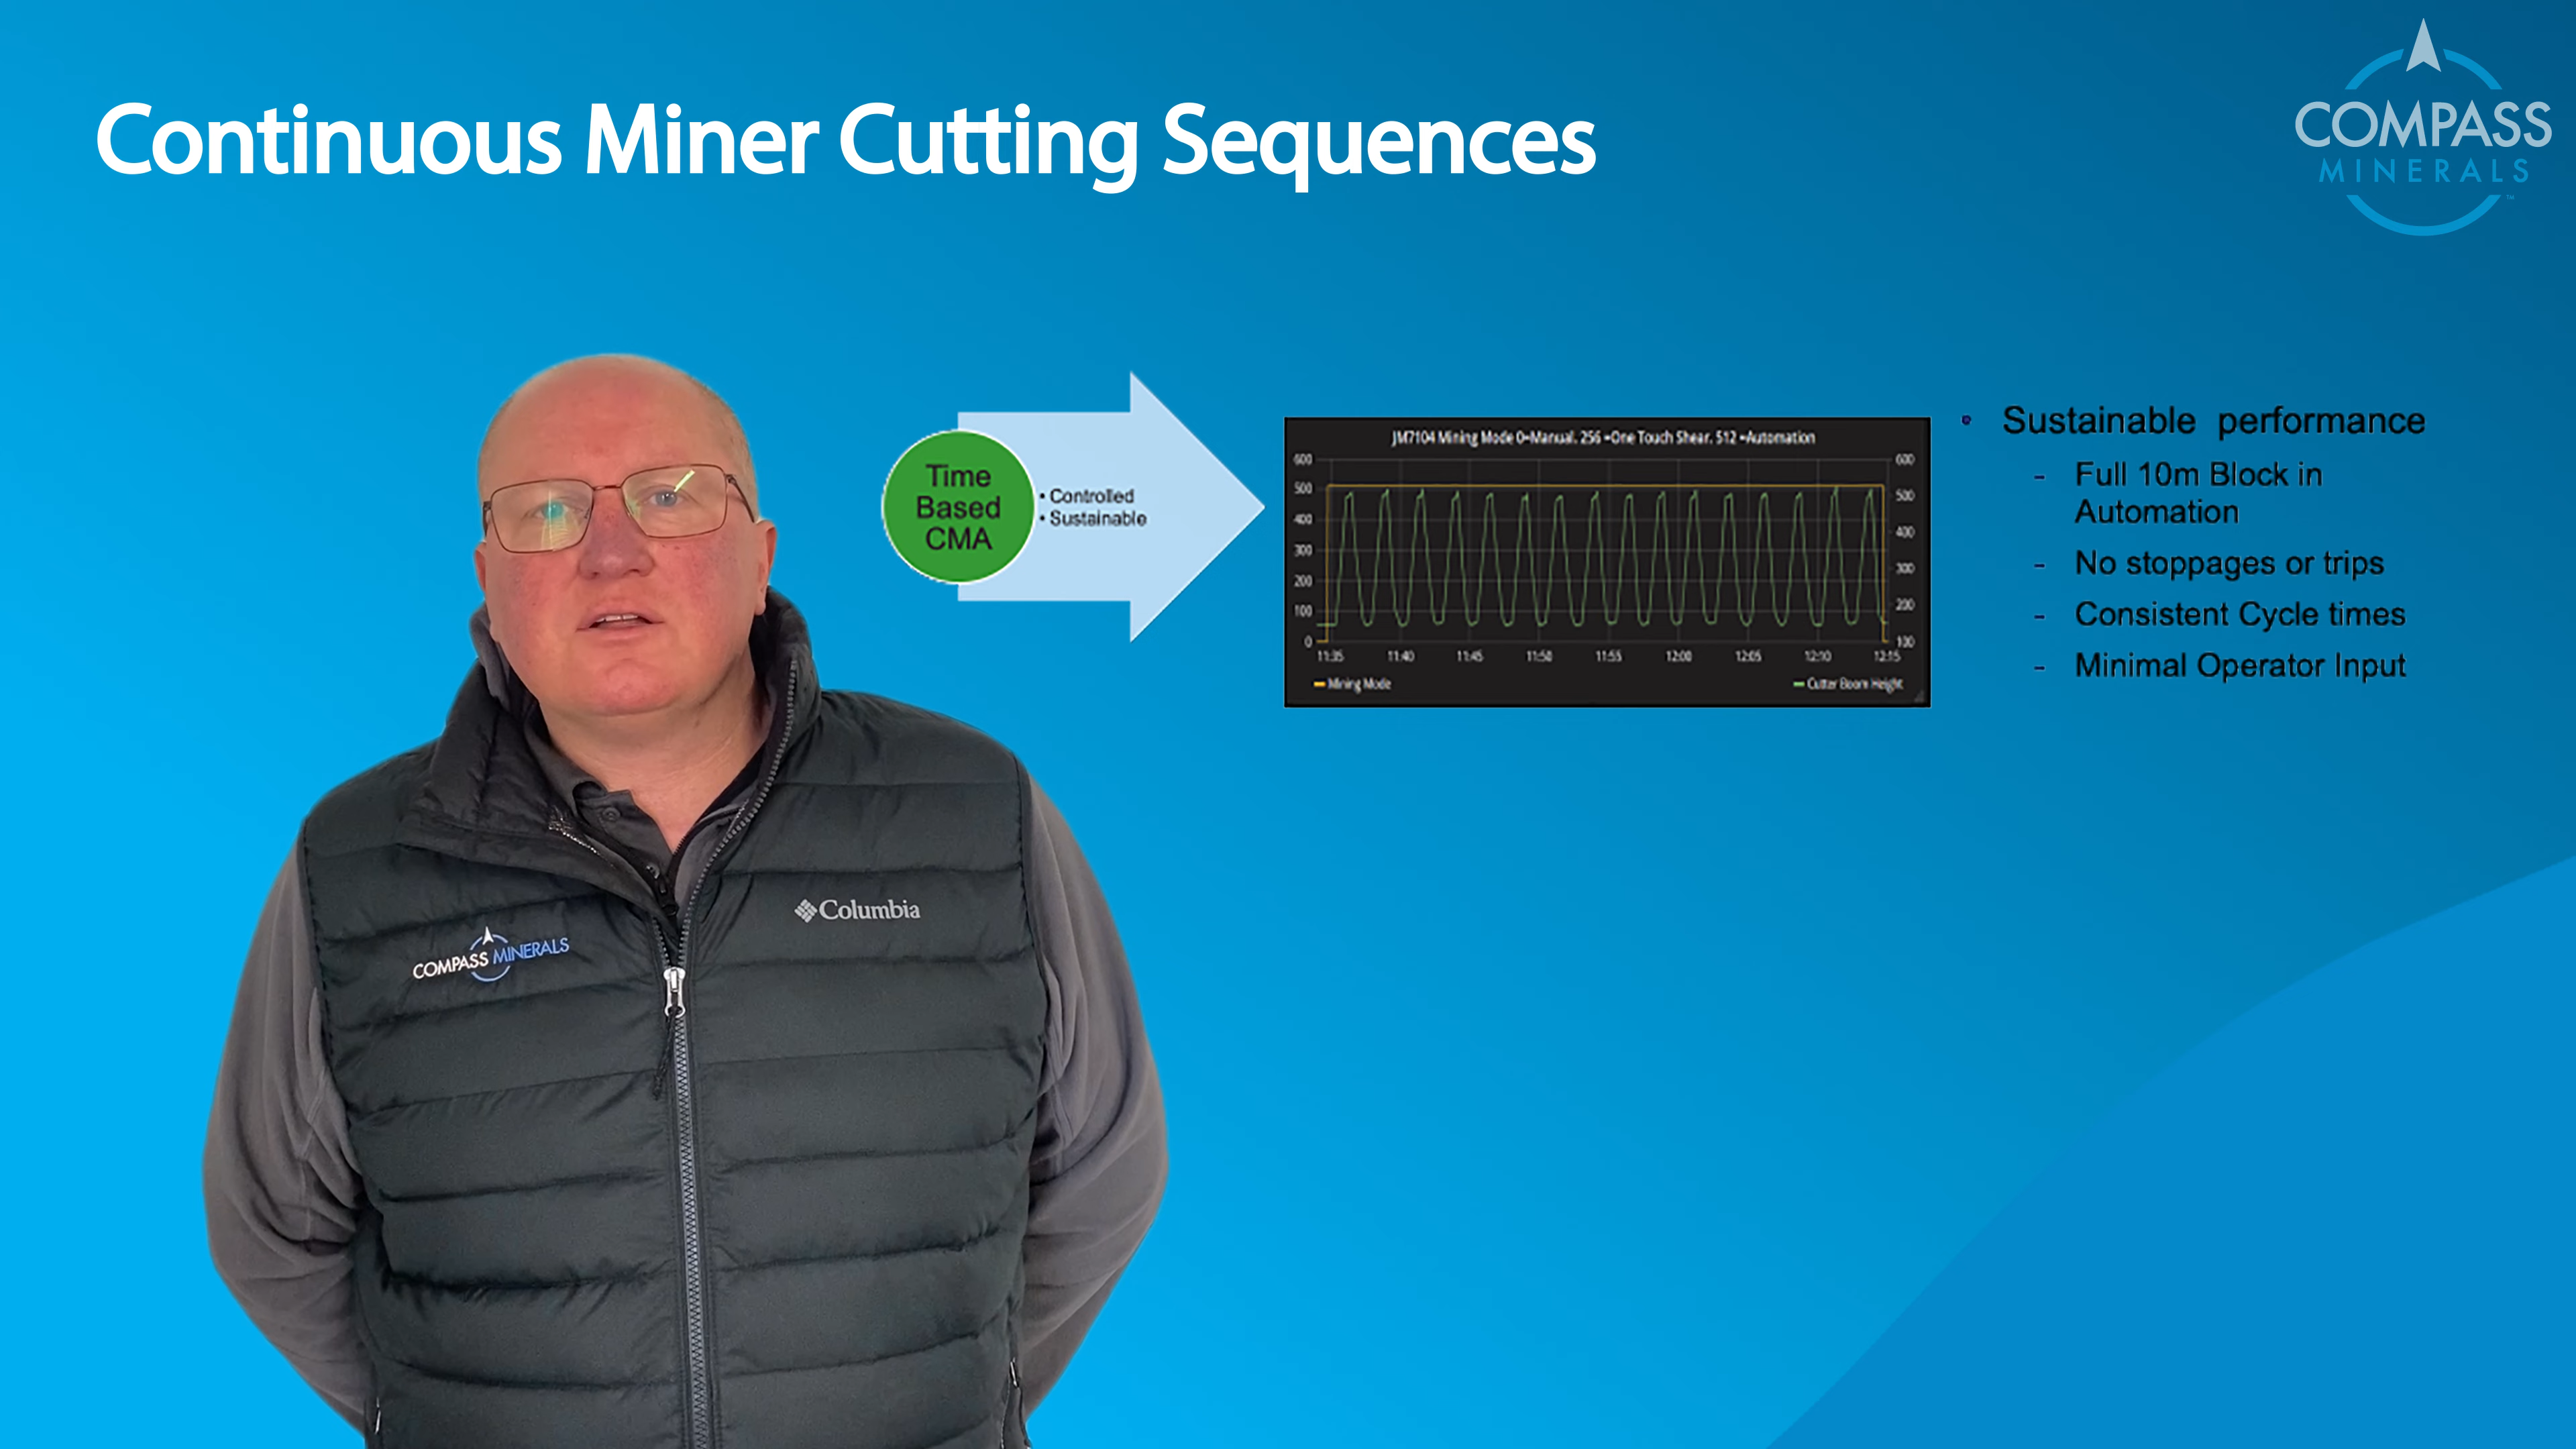 Continuous Miner Cutting Sequences
COMPASS
MINERALS
™
Time
Based
CMA
• Controlled
• Sustainable
JM7104 Mining Mode 0=Manual. 256 =One Touch Shear. 512 =Automation
600
500
400
300
200
100
0
600
500
400
300
200
100
11:35 11:40 11:45 11:50 11:55 12:00 12:05 12:10 12:15
Mining Mode
Cutter Boom Height
• Sustainable performance
- Full 10m Block in
Automation
- No stoppages or trips
- Consistent Cycle times
- Minimal Operator Input
COMPASS MINERALS
Columbia